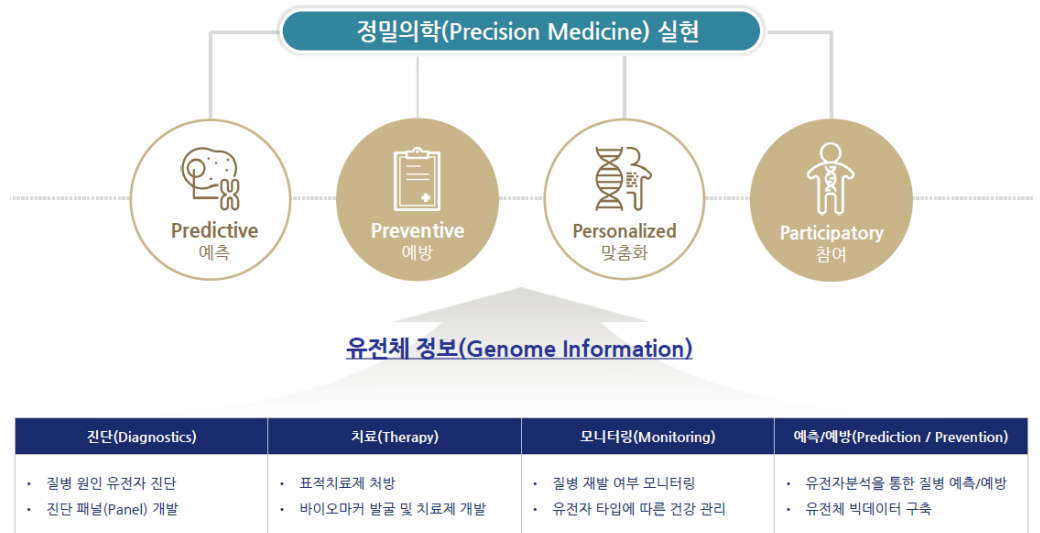 정밀의학(Precision Medicine) 실현
Predictive
예측
Preventive
예방
Personalized
맞춤화
Participatory
참여
유전체 정보(Genome Information)
진단(Diagnostics)
치료(Therapy)
모니터링(Monitoring)
예측/예방(Prediction / Prevention)
• 질병 원인 유전자 진단
• 진단 패널(Panel) 개발
• 표적치료제 처방
• 바이오마커 발굴 및 치료제 개발
• 질병 재발 여부 모니터링
• 유전자 타입에 따른 건강 관리
• 유전자분석을 통한 질병 예측/예방
• 유전체 빅데이터 구축